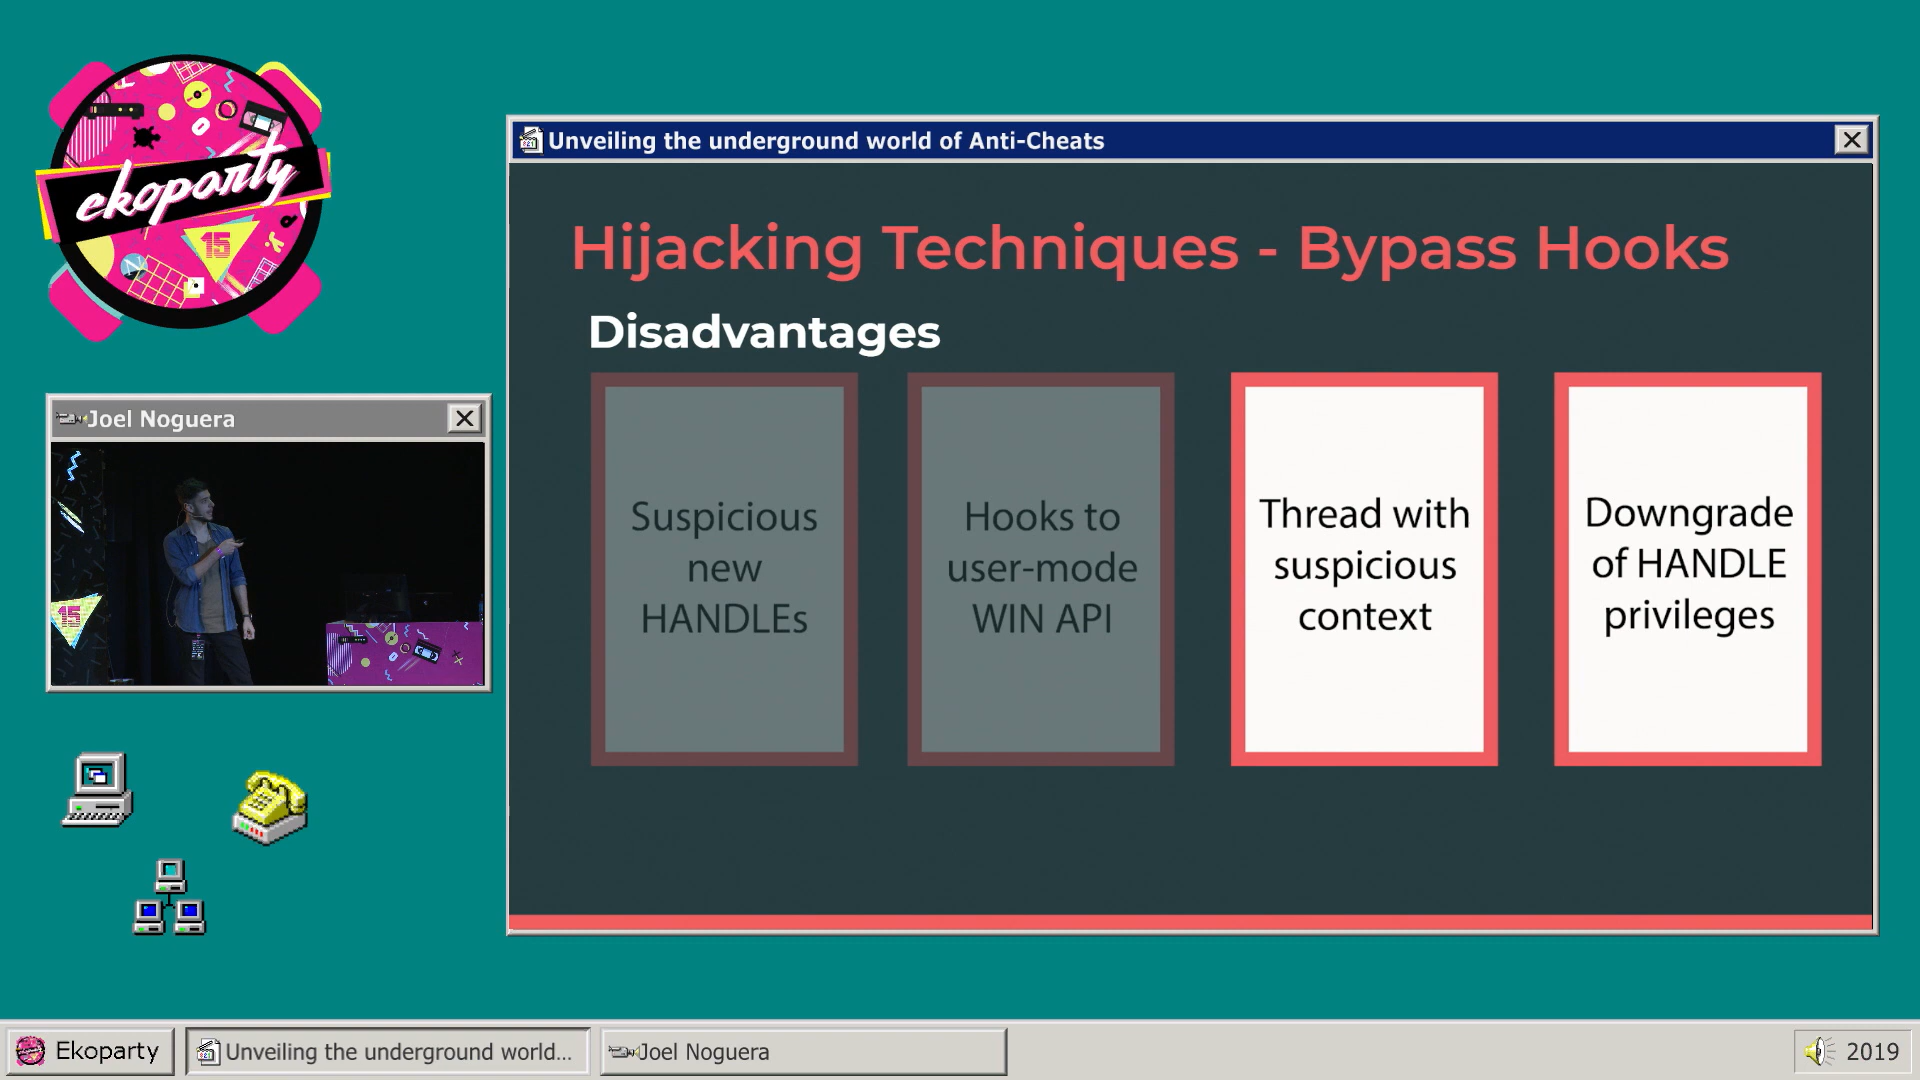 ekoparty
15
Unveiling the underground world of Anti-Cheats
Hijacking Techniques - Bypass Hooks
Disadvantages
Suspicious
new
HANDLEs
Hooks to
user-mode
WIN API
Thread with
suspicious
context
Downgrade
of HANDLE
privileges
Joel Noguera
15
Ekoparty
Unveiling the underground world...
Joel Noguera
2019